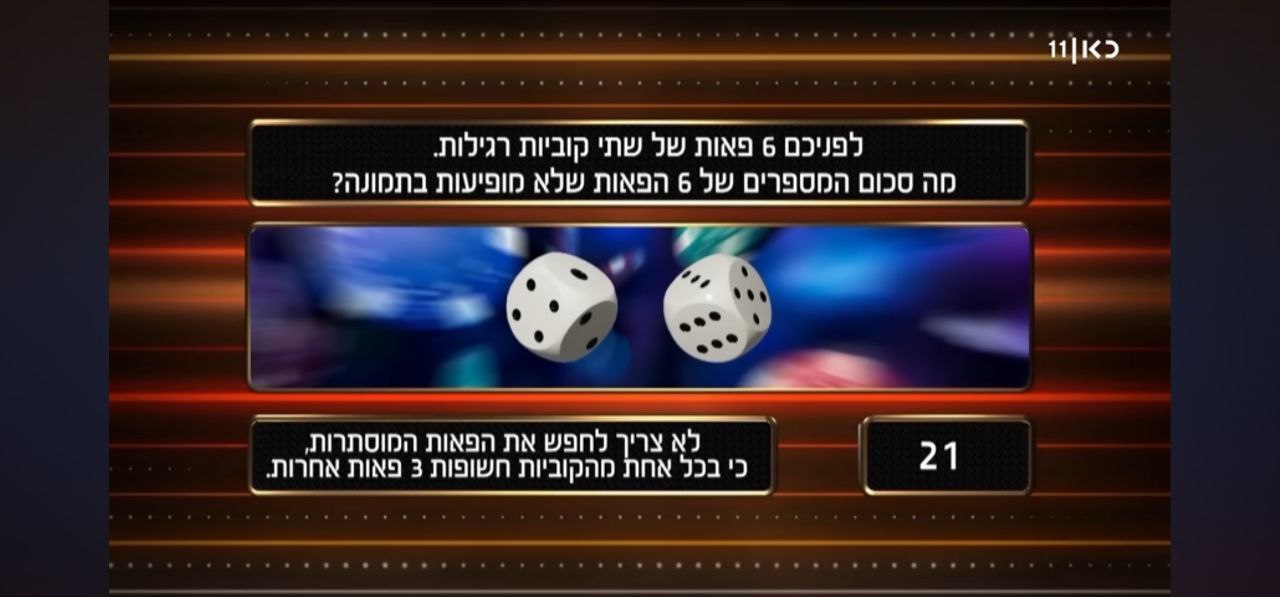 כאן|11
לפניכם 6 פאות של שתי קוביות רגילות.
מה סכום המספרים של 6 הפאות שלא מופיעות בתמונה?
לא צריך לחפש את הפאות המוסתרות,
כי בכל אחת מהקוביות חשופות 3 פאות אחרות.
21